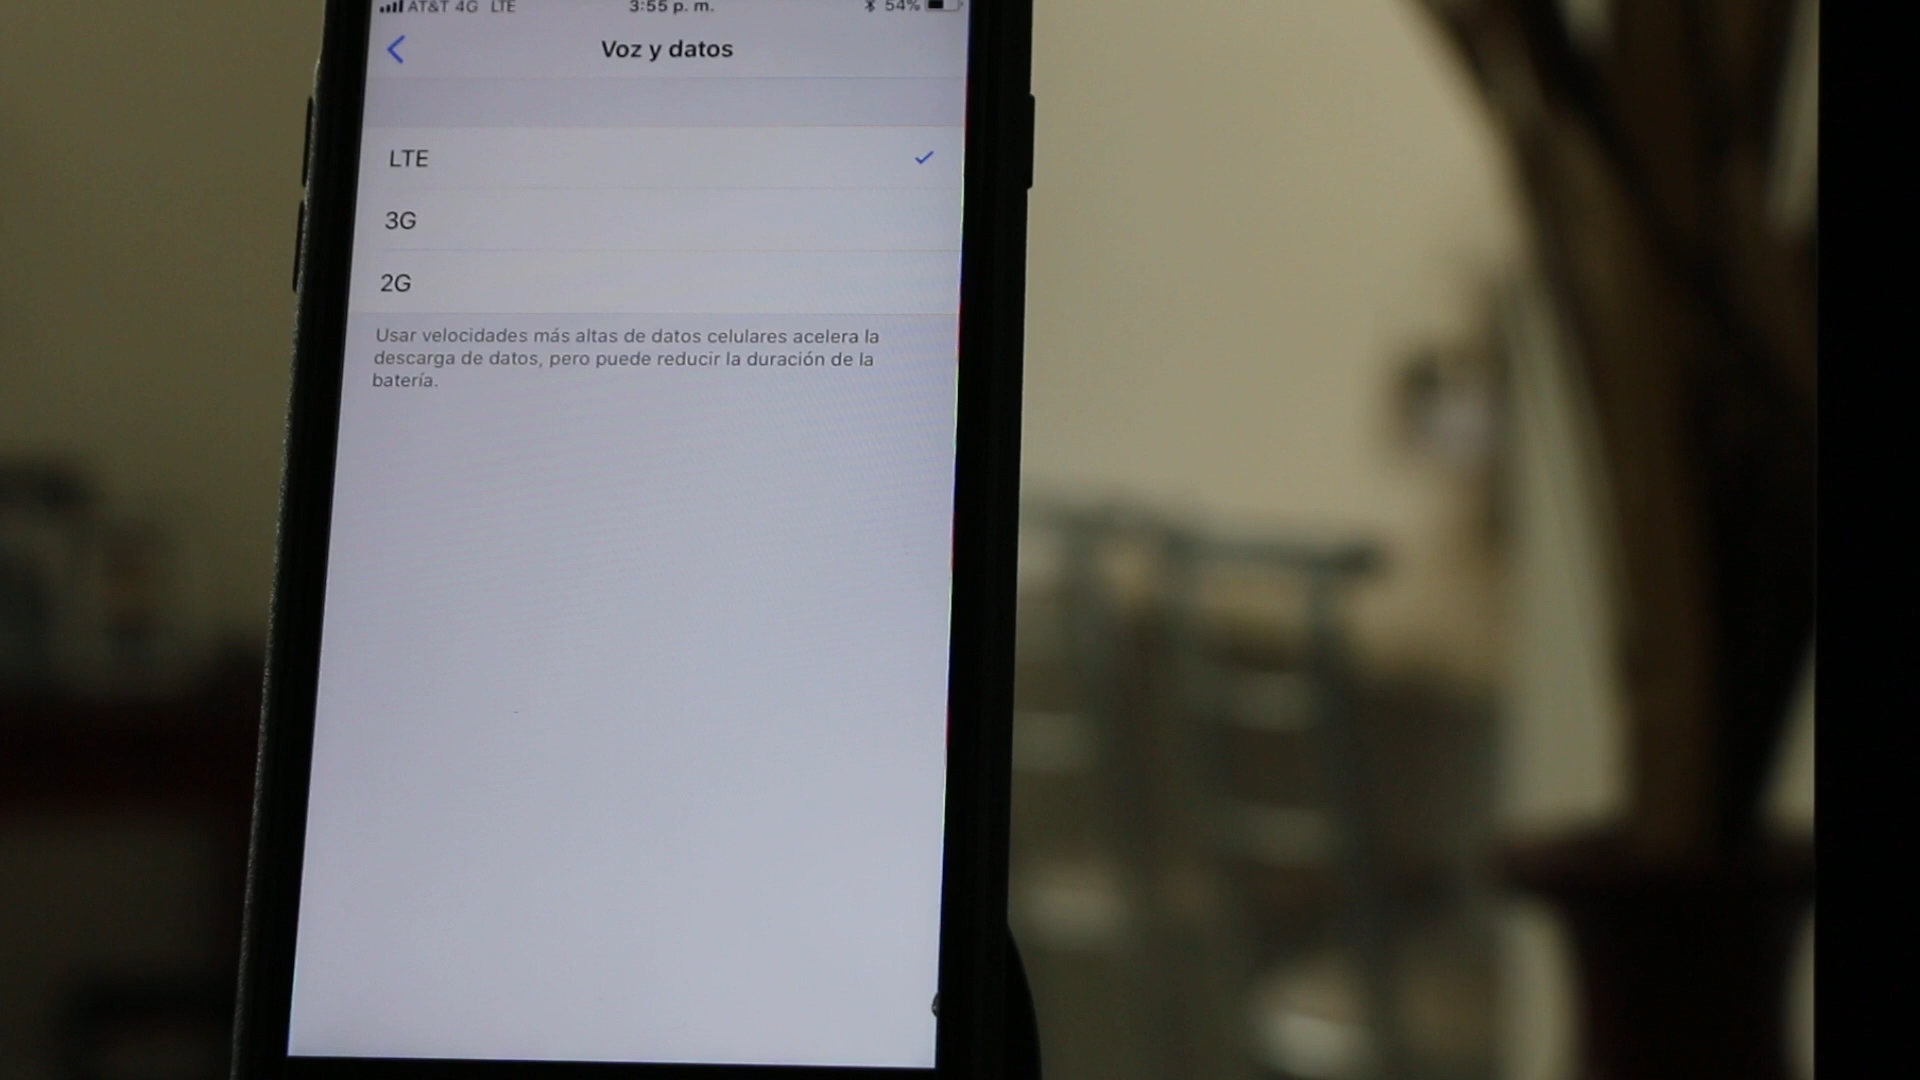 AT&T 4G LTE 3:55 p. m. 54%
Voz y datos
LTE
3G
2G
Usar velocidades más altas de datos celulares acelera la
descarga de datos, pero puede reducir la duración de la
batería.